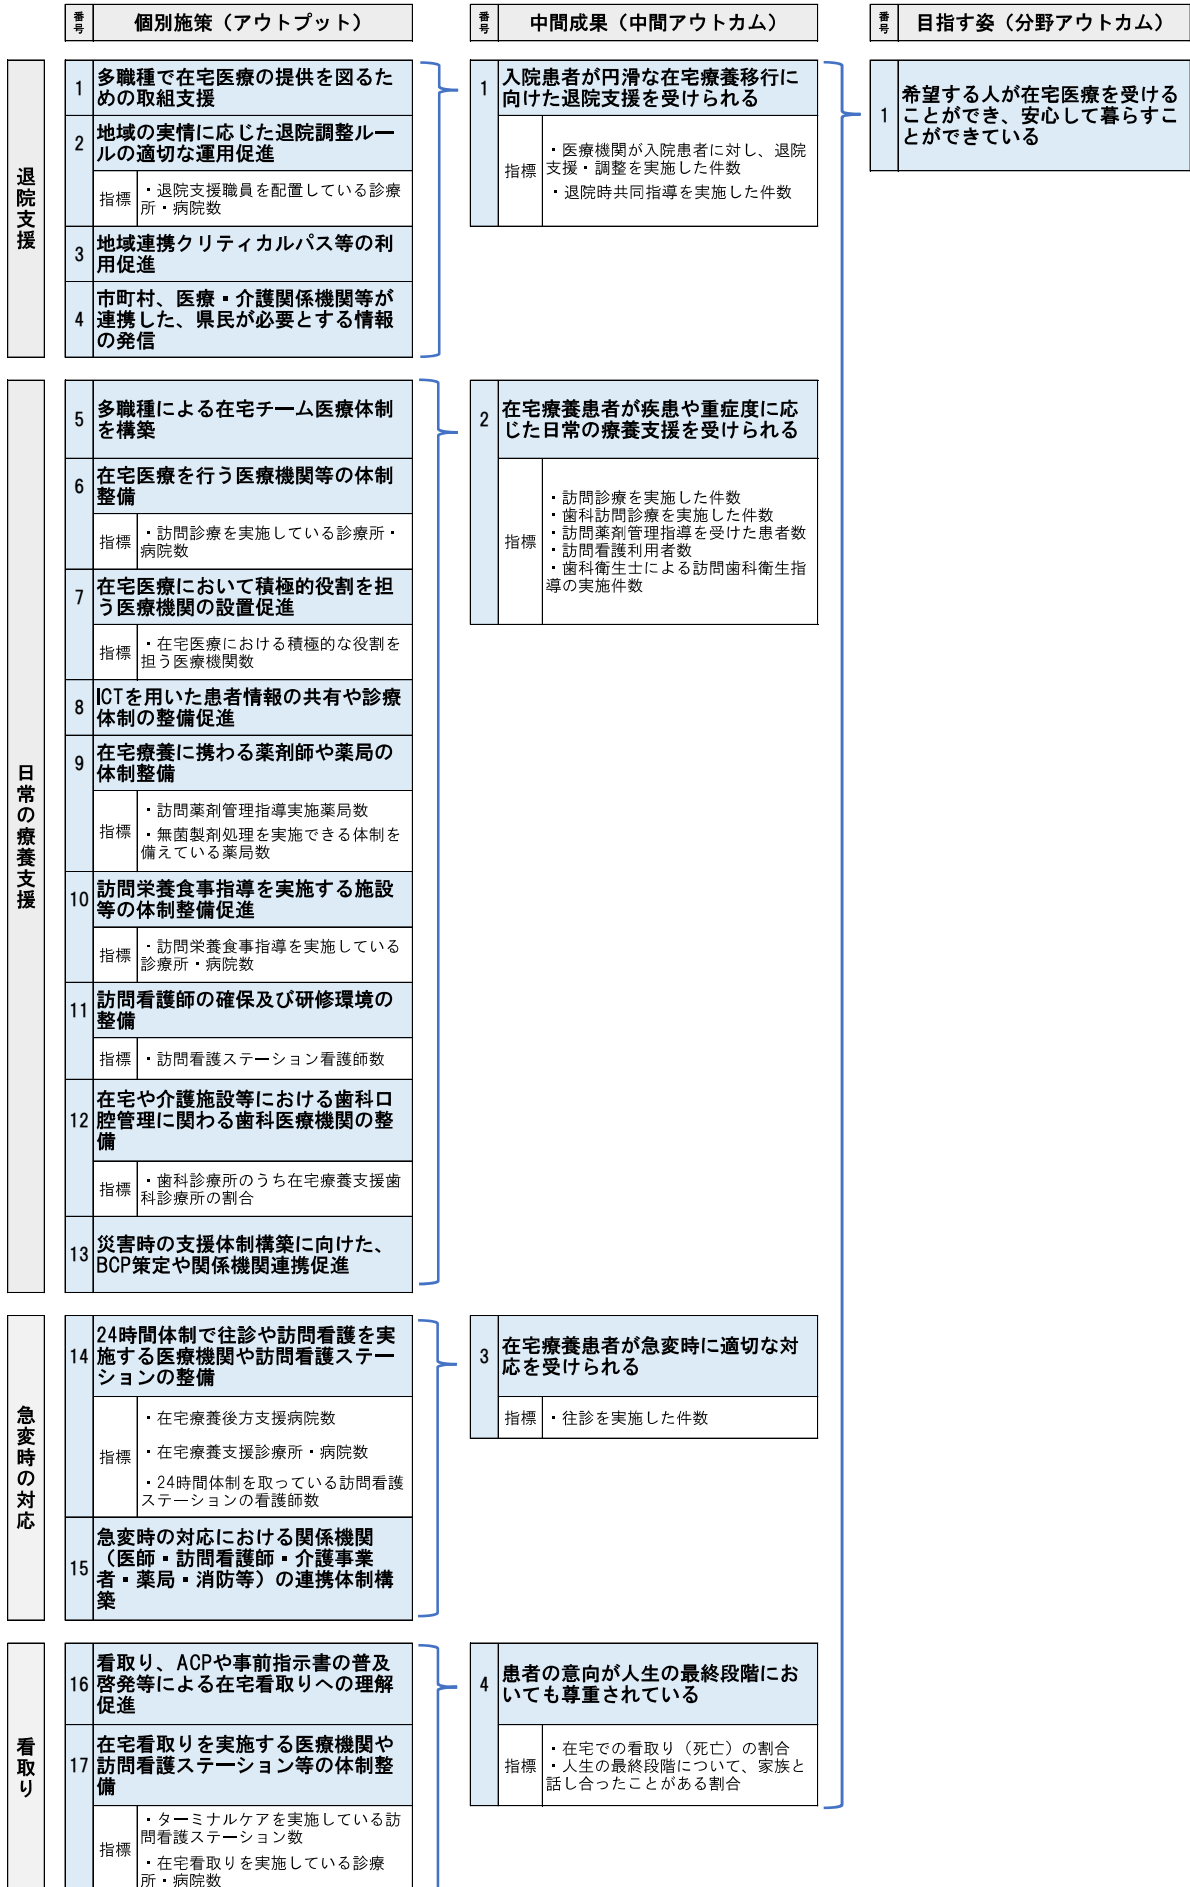 番号
個別施策（アウトプット）
番号
中間成果（中間アウトカム）
番号
目指す姿（分野アウトカム）
退院支援
1
多職種で在宅医療の提供を図るた
めの取組支援
2
地域の実情に応じた退院調整ルー
ルの適切な運用促進
指標
・退院支援職員を配置している診療
所・病院数
3
地域連携クリティカルパス等の利
用促進
4
市町村、医療・介護関係機関等が
連携した、県民が必要とする情報
の発信
1
入院患者が円滑な在宅療養移行に
向けた退院支援を受けられる
指標
・医療機関が入院患者に対し、退院
支援・調整を実施した件数
・退院時共同指導を実施した件数
1
希望する人が在宅医療を受ける
ことができ、安心して暮らすこ
とができている
日常の療養支援
5
多職種による在宅チーム医療体制
を構築
6
在宅医療を行う医療機関等の体制
整備
指標
・訪問診療を実施している診療所・
病院数
7
在宅医療において積極的役割を担
う医療機関の設置促進
指標
・在宅医療における積極的な役割を
担う医療機関数
8
ICTを用いた患者情報の共有や診療
体制の整備促進
9
在宅療養に携わる薬剤師や薬局の
体制整備
指標
・訪問薬剤管理指導実施薬局数
・無菌製剤処理を実施できる体制を
備えている薬局数
10
訪問栄養食事指導を実施する施設
等の体制整備促進
指標
・訪問栄養食事指導を実施している
診療所・病院数
11
訪問看護師の確保及び研修環境の
整備
指標
・訪問看護ステーション看護師数
12
在宅や介護施設等における歯科口
腔管理に関わる歯科医療機関の整
備
指標
・歯科診療所のうち在宅療養支援歯
科診療所の割合
13
災害時の支援体制構築に向けた、
BCP策定や関係機関連携促進
2
在宅療養患者が疾患や重症度に応
じた日常の療養支援を受けられる
指標
・訪問診療を実施した件数
・歯科訪問診療を実施した件数
・訪問薬剤管理指導を受けた患者数
・訪問看護利用者数
・歯科衛生士による訪問歯科衛生指
導の実施件数
急変時の対応
14
24時間体制で往診や訪問看護を実
施する医療機関や訪問看護ステー
ションの整備
指標
・在宅療養後方支援病院数
・在宅療養支援診療所・病院数
・24時間体制を取っている訪問看護
ステーションの看護師数
15
急変時の対応における関係機関
（医師・訪問看護師・介護事業
者・薬局・消防等）の連携体制構
築
3
在宅療養患者が急変時に適切な対
応を受けられる
指標
・往診を実施した件数
看取り
16
看取り、ACPや事前指示書の普及
啓発等による在宅看取りへの理解
促進
17
在宅看取りを実施する医療機関や
訪問看護ステーション等の体制整
備
指標
・ターミナルケアを実施している訪
問看護ステーション数
・在宅看取りを実施している診療
所・病院数
4
患者の意向が人生の最終段階にお
いても尊重されている
指標
・在宅での看取り（死亡）の割合
・人生の最終段階について、家族と
話し合ったことがある割合